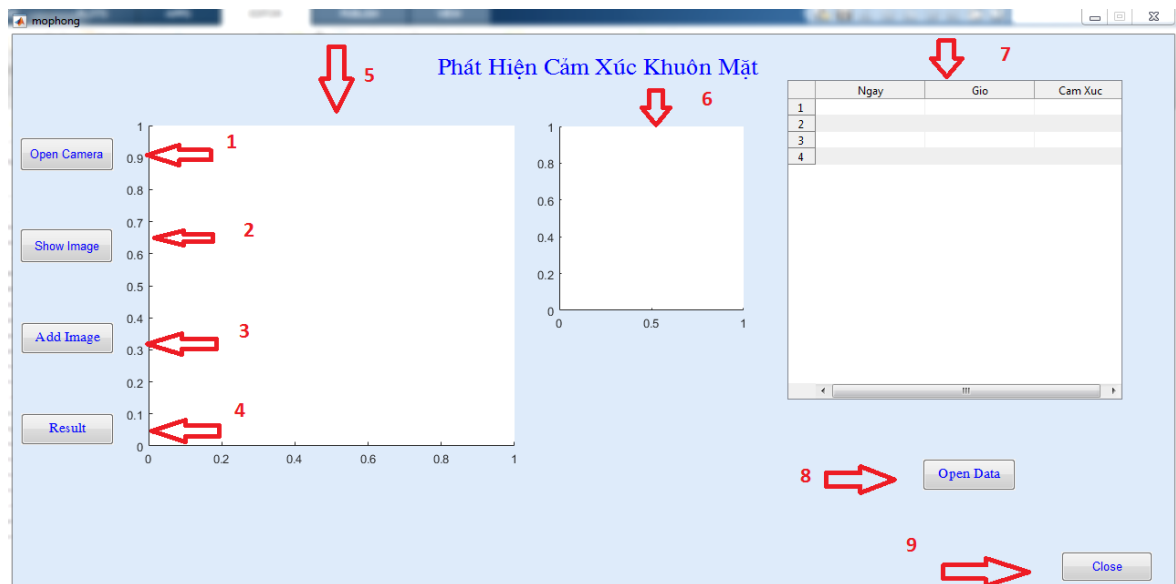 mophong
Phát Hiện Cảm Xúc Khuôn Mặt
5
6
7
Ngay Gio Cam Xuc
1
2
3
4
Open Camera
1
Show Image
2
Add Image
3
Result
4
1
0.9
0.8
0.7
0.6
0.5
0.4
0.3
0.2
0.1
0
0 0.2 0.4 0.6 0.8 1
1
0.8
0.6
0.4
0.2
0
0 0.5 1
8
Open Data
9
Close